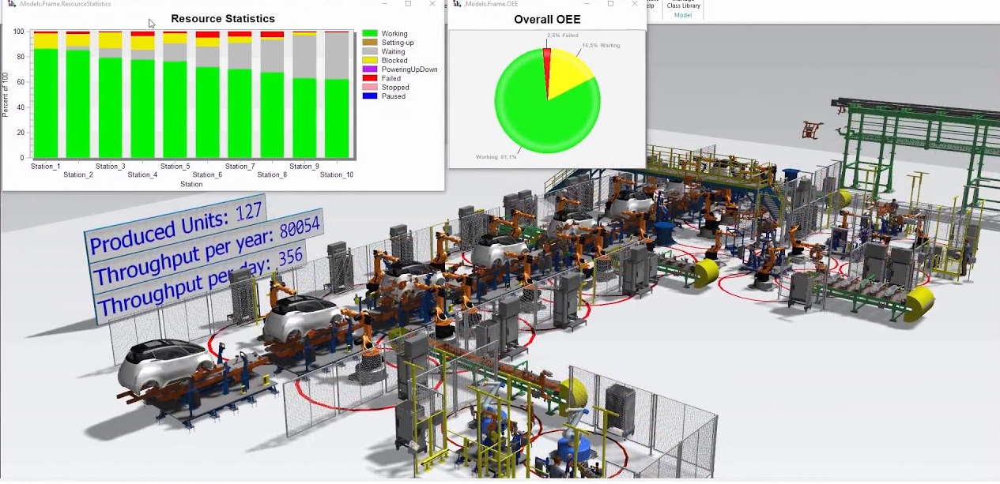 .Models.Frame.ResourceStatistics
Resource Statistics
100
80
60
40
20
0
Percent of 100
Station_1
Station_2
Station_3
Station_4
Station_5
Station_6
Station_7
Station_8
Station_9
Station_10
Station
Working
Setting-up
Waiting
Blocked
PoweringUpDown
Failed
Stopped
Paused
.Models.Frame.OEE
Overall OEE
2,5% Failed
16,5% Waiting
Working 81,1%
Class Library
Model
Produced Units: 127
Throughput per year: 80054
Throughput per day: 356